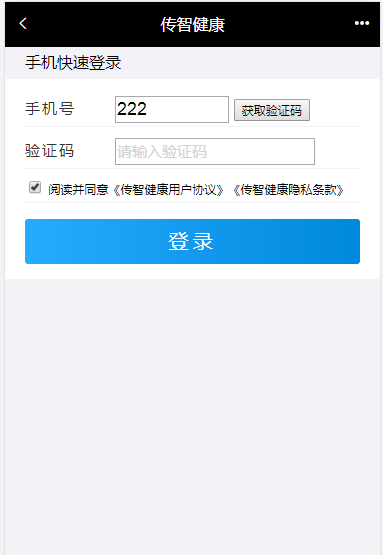 传智健康
手机快速登录
手机号 222 获取验证码
验证码 请输入验证码
阅读并同意《传智健康用户协议》《传智健康隐私条款》
登录